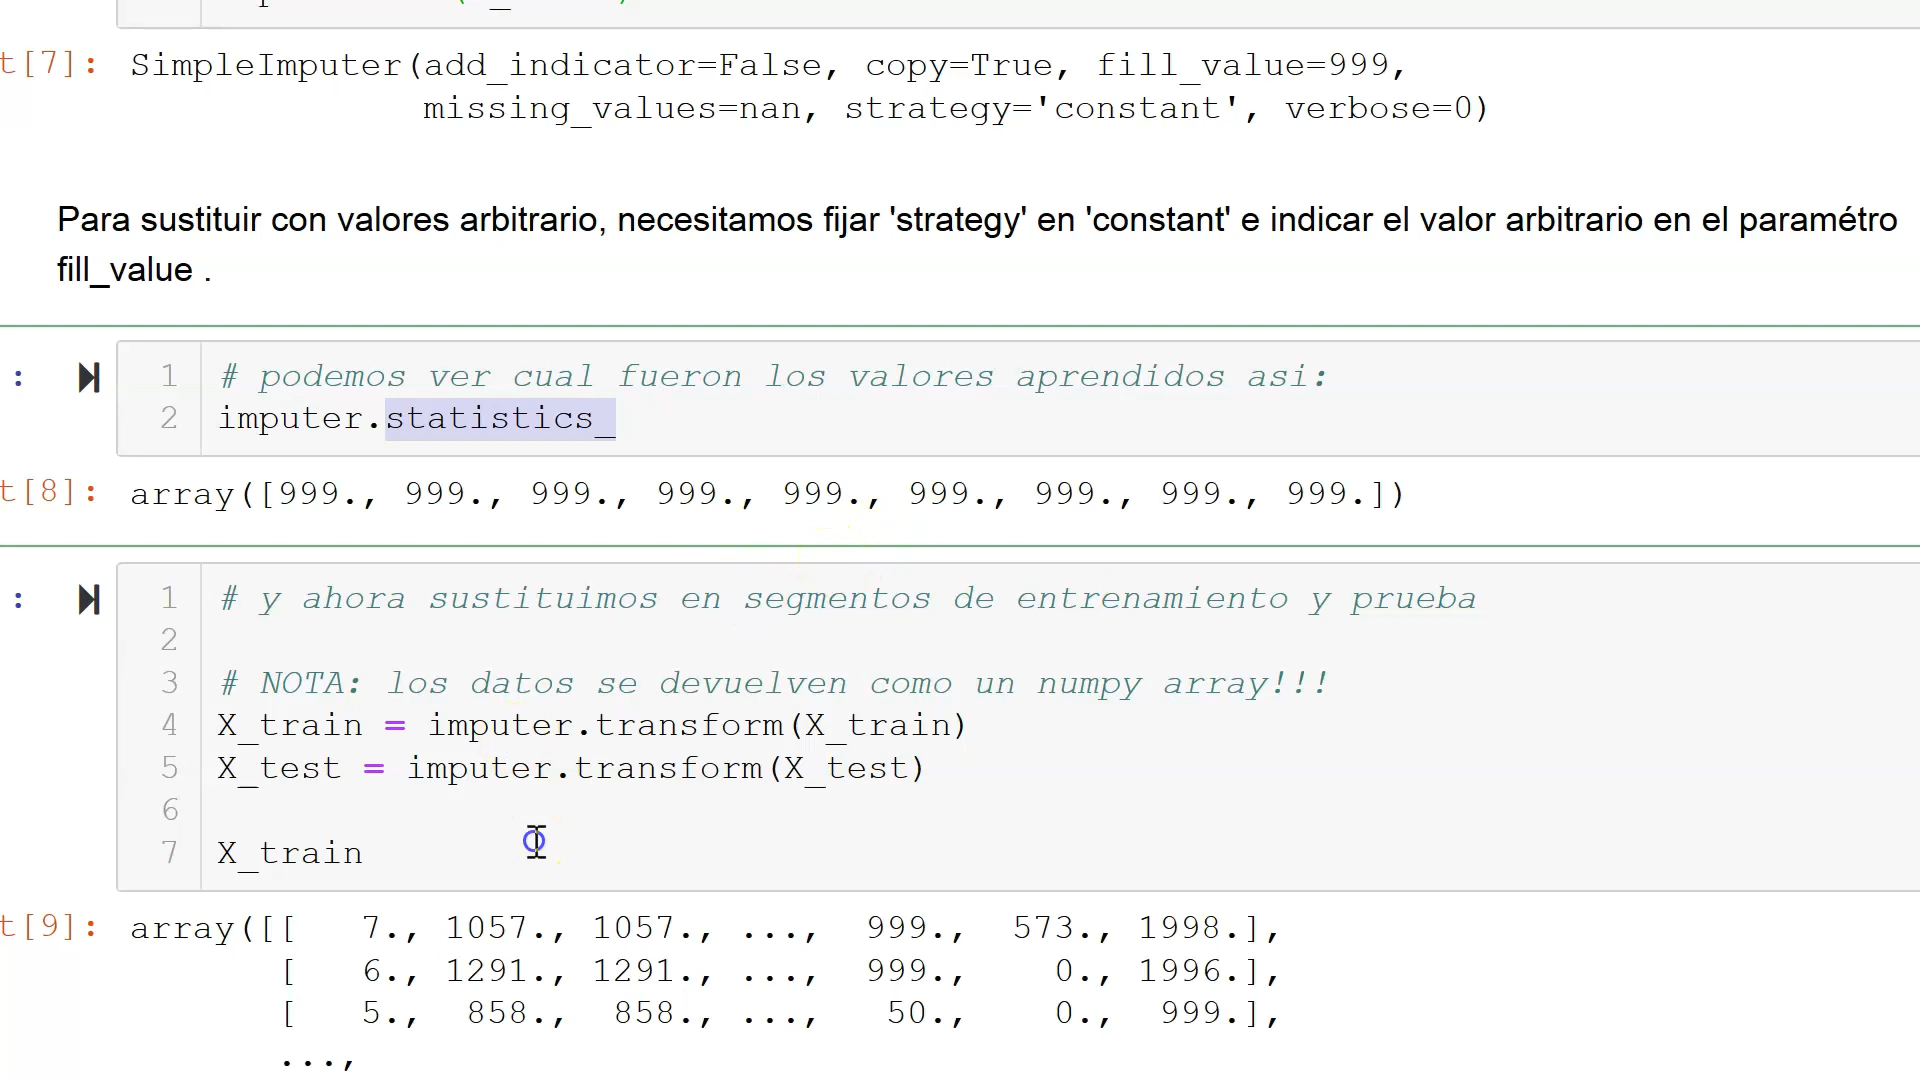 t[7]: SimpleImputer(add_indicator=False, copy=True, fill_value=999,
missing_values=nan, strategy='constant', verbose=0)
Para sustituir con valores arbitrario, necesitamos fijar 'strategy' en 'constant' e indicar el valor arbitrario en el paramétro
fill_value .
: 1 # podemos ver cual fueron los valores aprendidos asi:
2 imputer.statistics_
t[8]: array([999., 999., 999., 999., 999., 999., 999., 999., 999.])
: 1 # y ahora sustituimos en segmentos de entrenamiento y prueba
2
3 # NOTA: los datos se devuelven como un numpy array!!!
4 X_train = imputer.transform(X_train)
5 X_test = imputer.transform(X_test)
6
7 X_train
t[9]: array([[ 7., 1057., 1057., ..., 999., 573., 1998.],
[ 6., 1291., 1291., ..., 999., 0., 1996.],
[ 5., 858., 858., ..., 50., 0., 999.],
...,